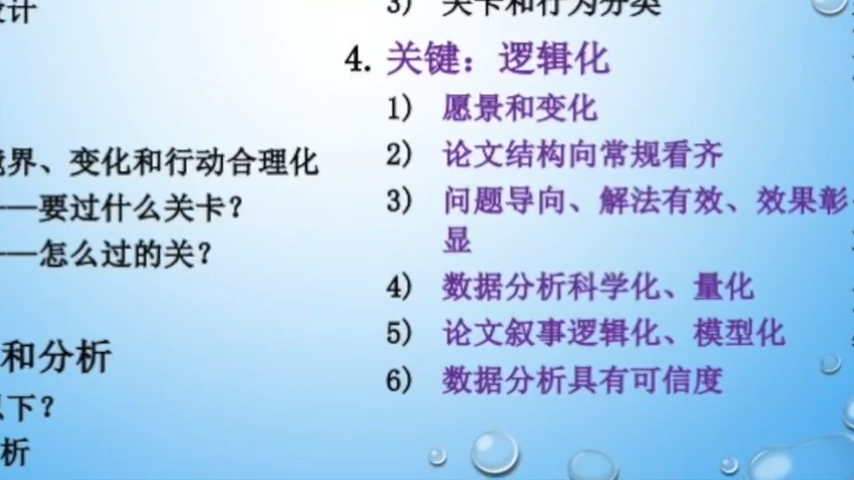 设计
界、变化和行动合理化
——要过什么关卡？
——怎么过的关？
和分析
以下？
析
3) 关卡和行为分类
4. 关键：逻辑化
1) 愿景和变化
2) 论文结构向常规看齐
3) 问题导向、解法有效、效果彰
显
4) 数据分析科学化、量化
5) 论文叙事逻辑化、模型化
6) 数据分析具有可信度